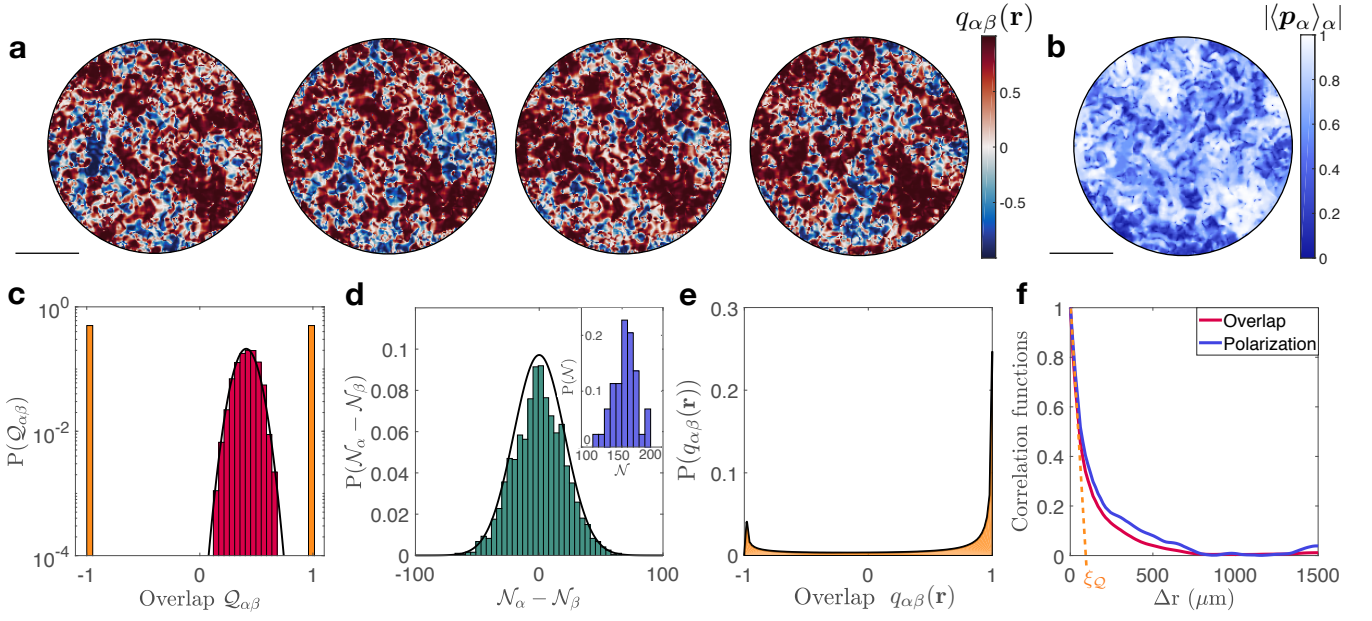 a
q_{αβ}(r)
0.5
0
-0.5
b
|⟨p_α⟩_α|
1
0.8
0.6
0.4
0.2
0
c
P(Q_{αβ})
10^0
10^-2
10^-4
-1
0
1
Overlap Q_{αβ}
d
P(N_α − N_β)
0.1
0.08
0.06
0.04
0.02
0
-100
0
100
N_α − N_β
P(N)
0.2
0.1
0
100
150
200
N
e
P(q_{αβ}(r))
0.3
0.2
0.1
0
-1
0
1
Overlap q_{αβ}(r)
f
Correlation functions
1
0.8
0.6
0.4
0.2
0
Overlap
Polarization
0
500
1000
1500
ξ_Q
Δr (μm)